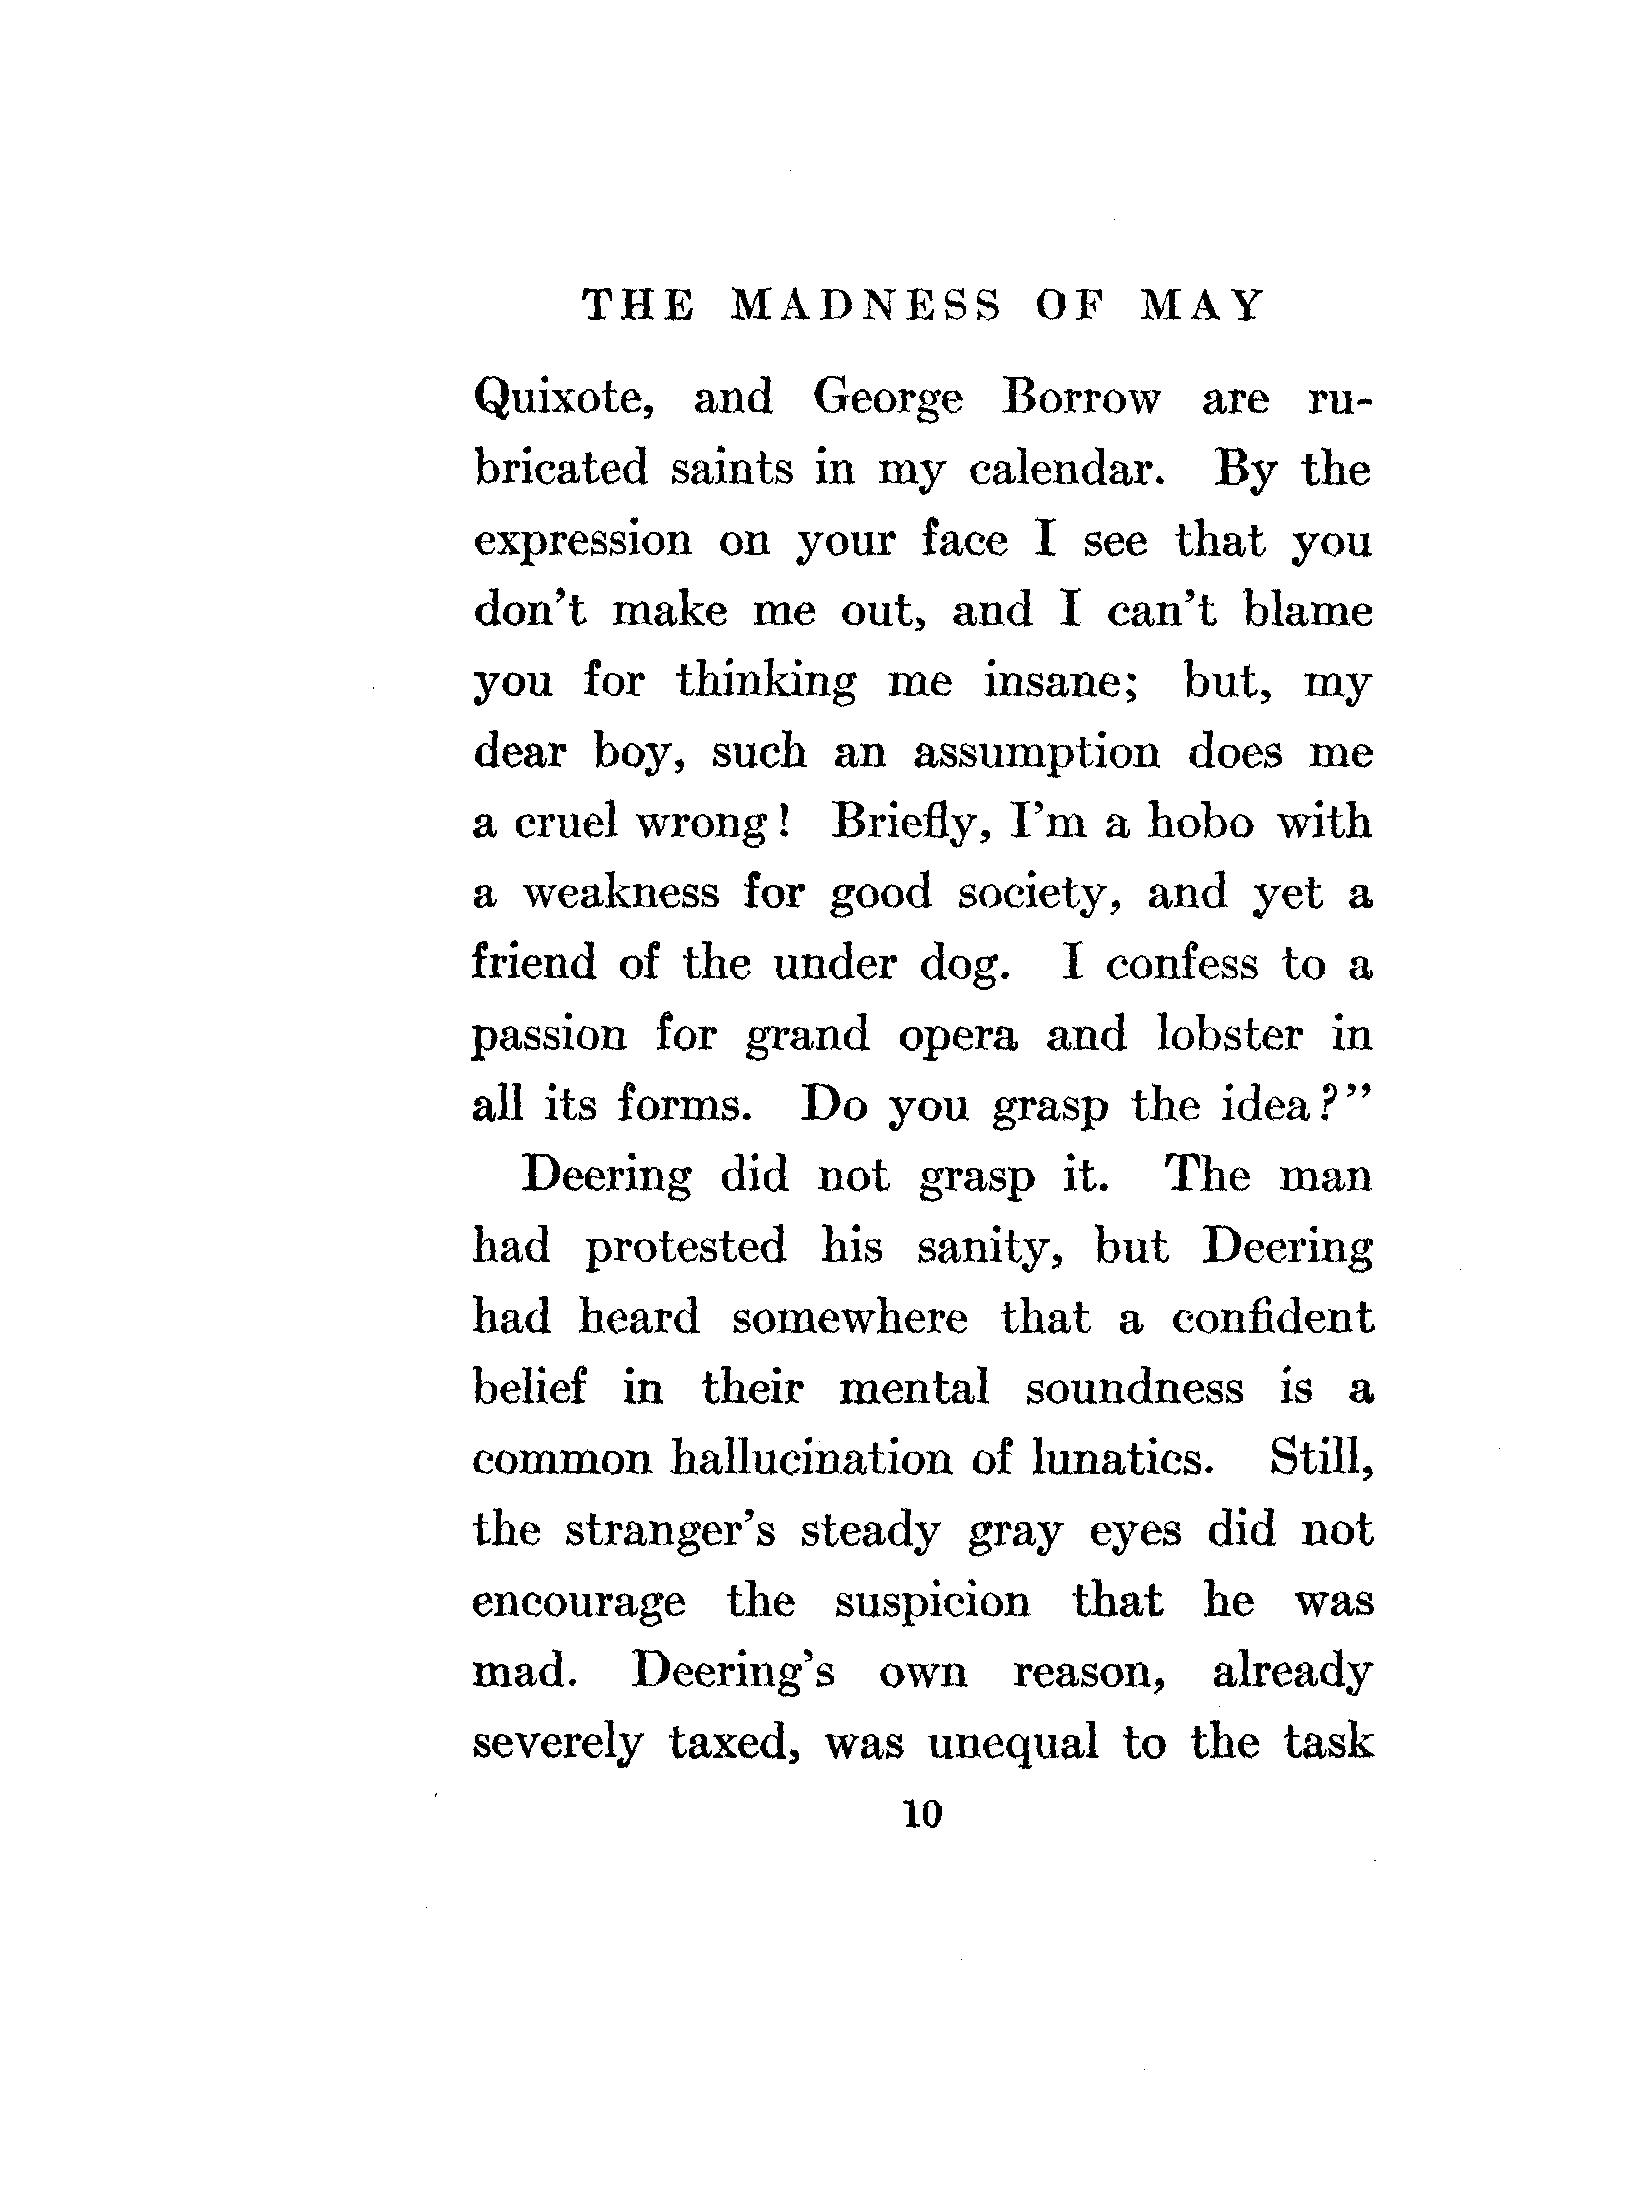 THE MADNESS OF MAY
Quixote, and George Borrow are ru-
bricated saints in my calendar. By the
expression on your face I see that you
don't make me out, and I can't blame
you for thinking me insane; but, my
dear boy, such an assumption does me
a cruel wrong! Briefly, I'm a hobo with
a weakness for good society, and yet a
friend of the under dog. I confess to a
passion for grand opera and lobster in
all its forms. Do you grasp the idea?"
Deering did not grasp it. The man
had protested his sanity, but Deering
had heard somewhere that a confident
belief in their mental soundness is a
common hallucination of lunatics. Still,
the stranger's steady gray eyes did not
encourage the suspicion that he was
mad. Deering's own reason, already
severely taxed, was unequal to the task
10